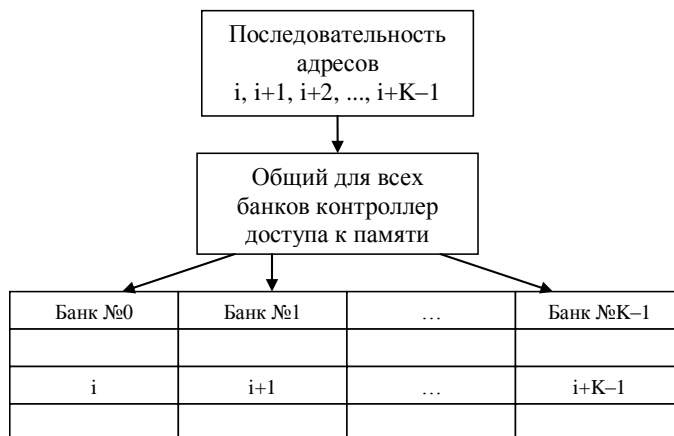 Последовательность
адресов
i, i+1, i+2, ..., i+K–1
Общий для всех
банков контроллер
доступа к памяти
Банк №0 Банк №1 … Банк №K–1
i i+1 … i+K–1